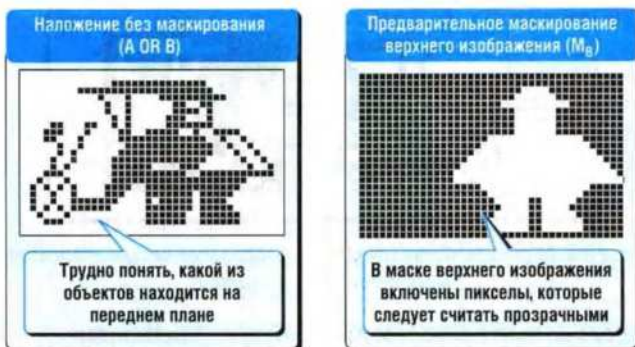 Наложение без маскирования
(A OR B)
Трудно понять, какой из
объектов находится на
переднем плане
Предварительное маскирование
верхнего изображения (MB)
В маске верхнего изображения
включены пикселы, которые
следует считать прозрачными